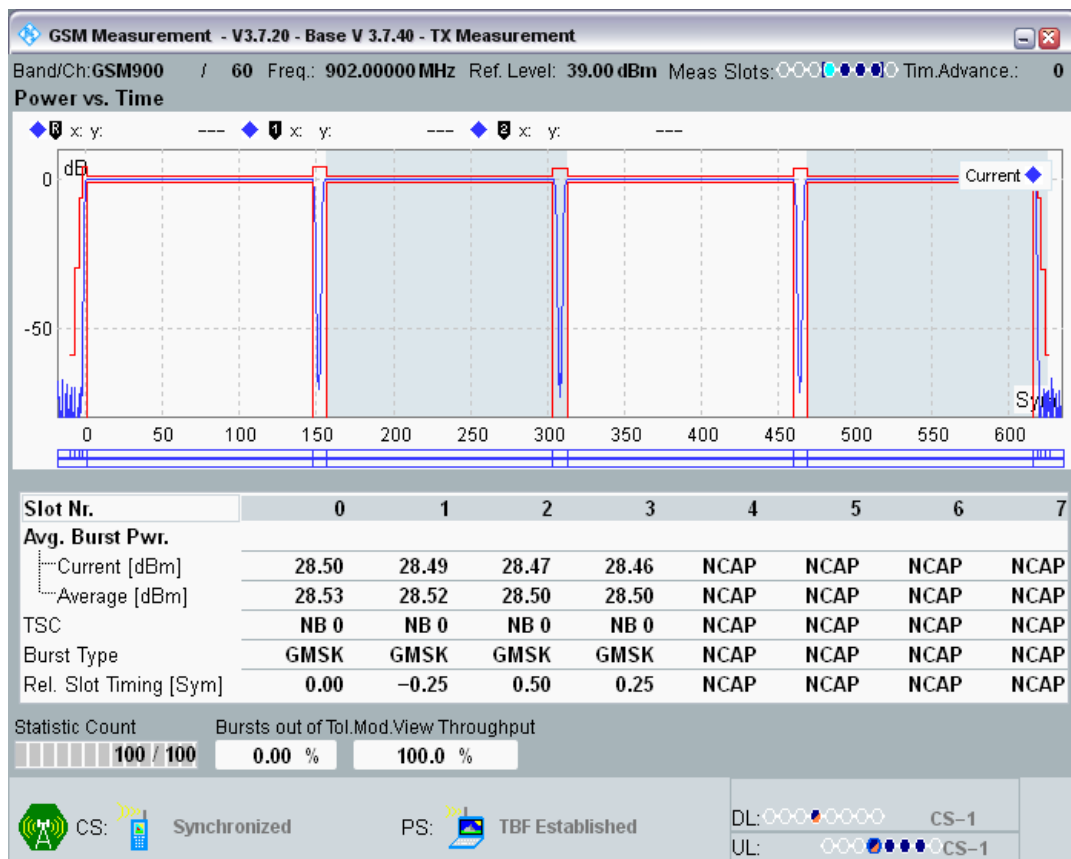 GSM Measurement - V3.7.20 - Base V 3.7.40 - TX Measurement
Band/Ch:GSM900 / 60 Freq.: 902.00000 MHz Ref. Level: 39.00 dBm Meas Slots: Tim.Advance.: 0
Power vs. Time
R x: y: --- 1 x: y: --- 2 x: y: ---
dB
Current
0
-50
Sym
0 50 100 150 200 250 300 350 400 450 500 550 600
Slot Nr. 0 1 2 3 4 5 6 7
Avg. Burst Pwr.
Current [dBm] 28.50 28.49 28.47 28.46 NCAP NCAP NCAP NCAP
Average [dBm] 28.53 28.52 28.50 28.50 NCAP NCAP NCAP NCAP
TSC NB 0 NB 0 NB 0 NB 0 NCAP NCAP NCAP NCAP
Burst Type GMSK GMSK GMSK GMSK NCAP NCAP NCAP NCAP
Rel. Slot Timing [Sym] 0.00 −0.25 0.50 0.25 NCAP NCAP NCAP NCAP
Statistic Count Bursts out of Tol.Mod.View Throughput
100 / 100 0.00 % 100.0 %
CS: Synchronized PS: TBF Established
DL: CS−1
UL: CS−1